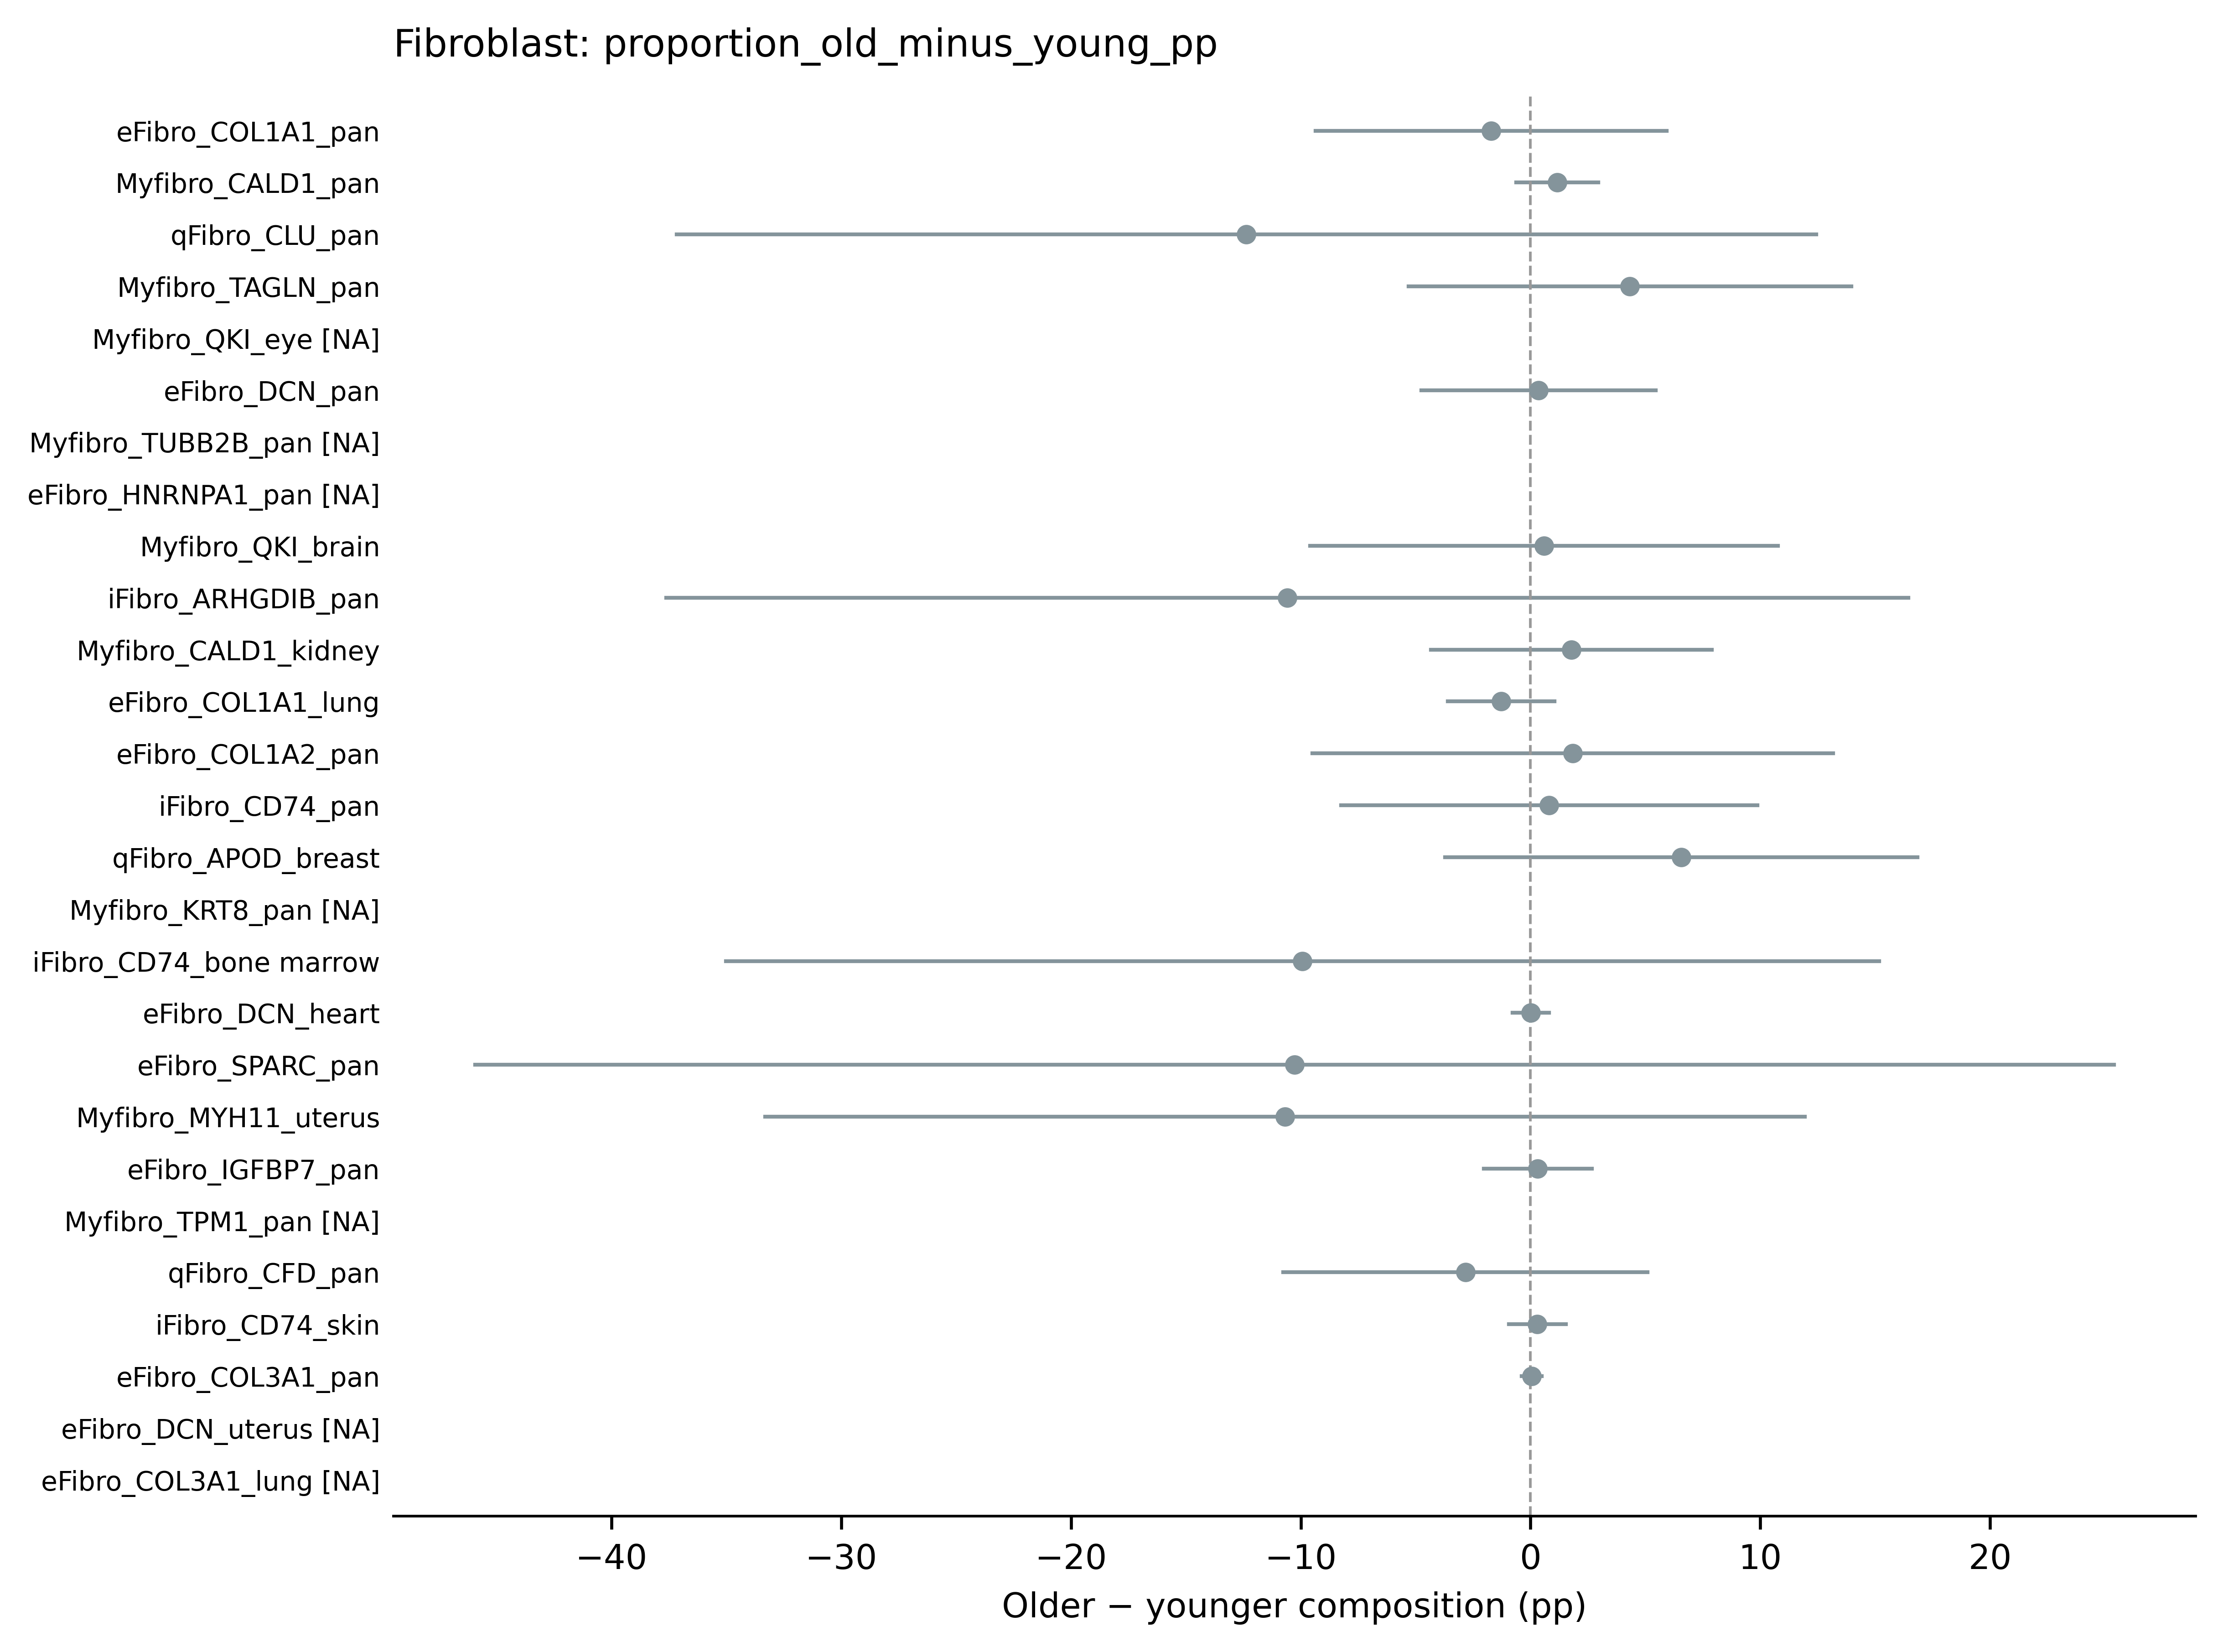 Fibroblast: proportion_old_minus_young_pp
eFibro_COL1A1_pan
Myfibro_CALD1_pan
qFibro_CLU_pan
Myfibro_TAGLN_pan
Myfibro_QKI_eye [NA]
eFibro_DCN_pan
Myfibro_TUBB2B_pan [NA]
eFibro_HNRNPA1_pan [NA]
Myfibro_QKI_brain
iFibro_ARHGDIB_pan
Myfibro_CALD1_kidney
eFibro_COL1A1_lung
eFibro_COL1A2_pan
iFibro_CD74_pan
qFibro_APOD_breast
Myfibro_KRT8_pan [NA]
iFibro_CD74_bone marrow
eFibro_DCN_heart
eFibro_SPARC_pan
Myfibro_MYH11_uterus
eFibro_IGFBP7_pan
Myfibro_TPM1_pan [NA]
qFibro_CFD_pan
iFibro_CD74_skin
eFibro_COL3A1_pan
eFibro_DCN_uterus [NA]
eFibro_COL3A1_lung [NA]
−40 −30 −20 −10 0 10 20
Older − younger composition (pp)